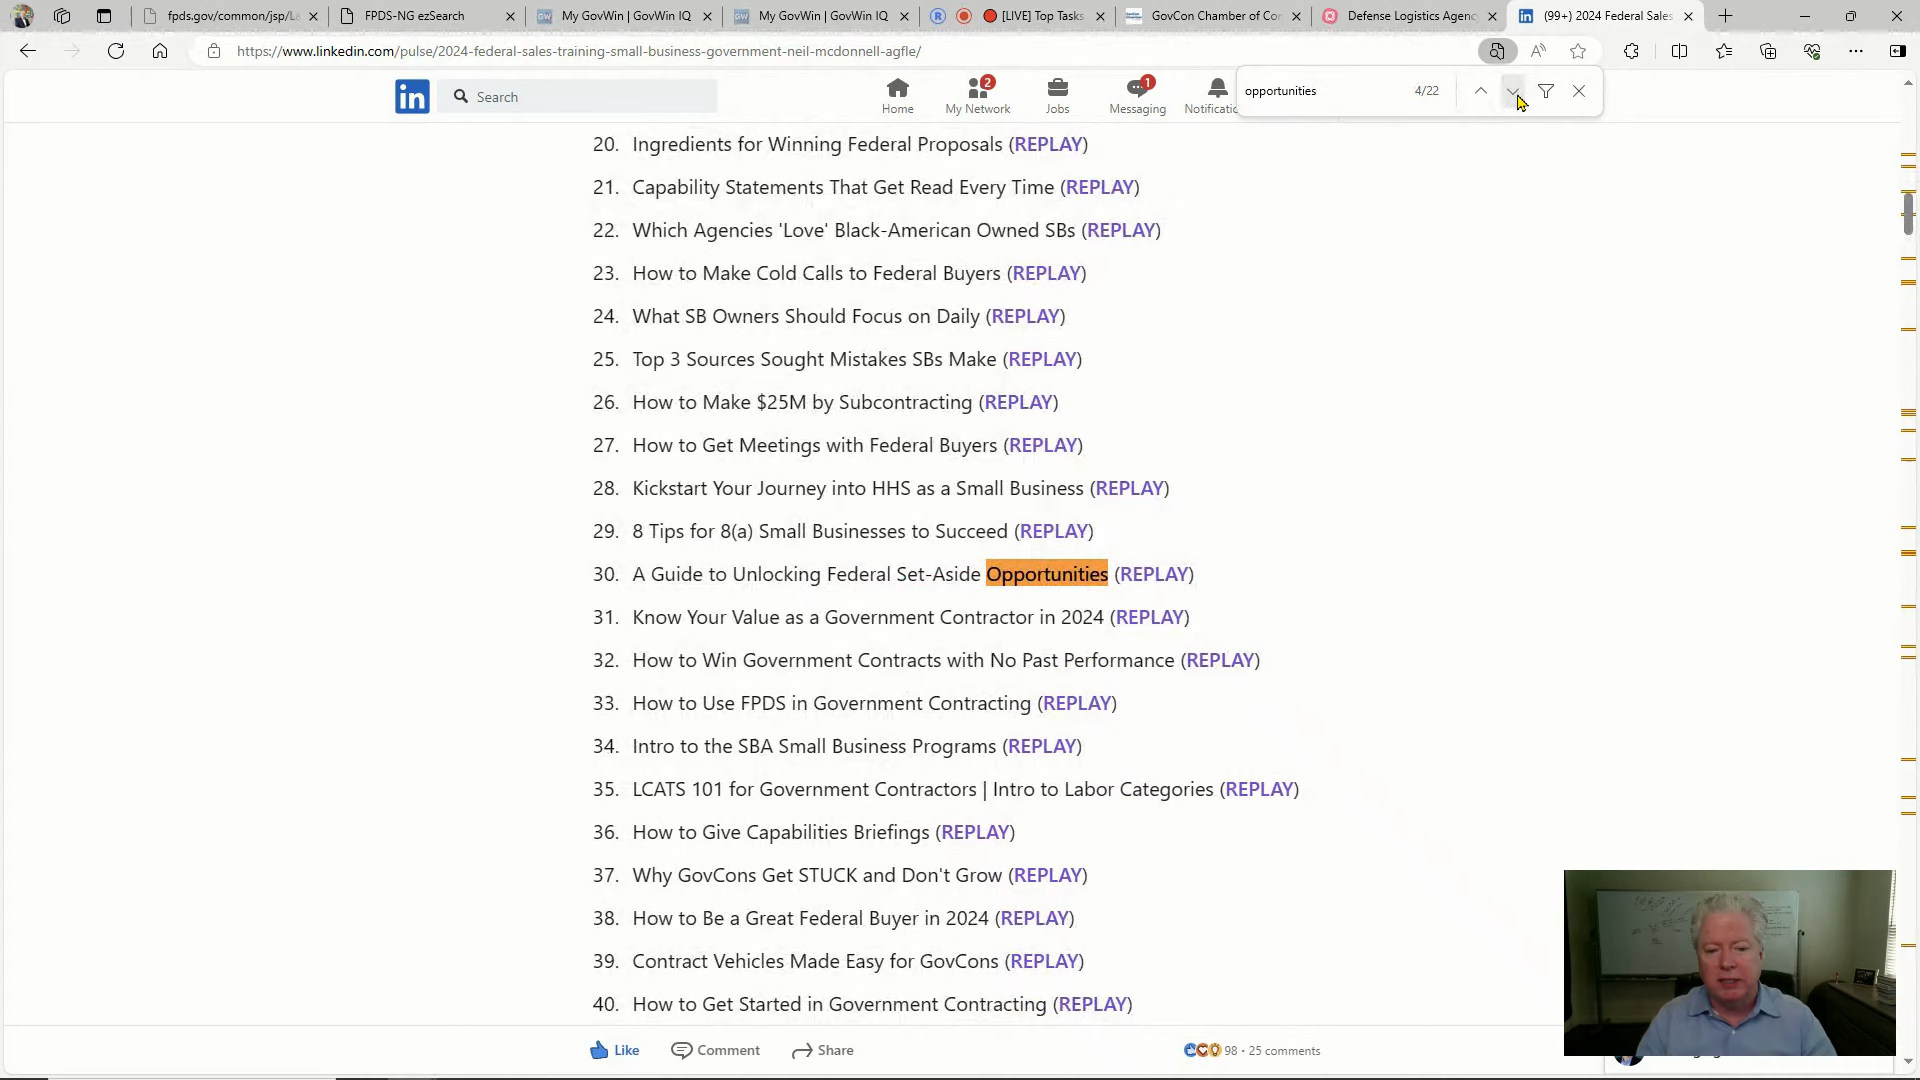 fpds.gov/common/jsp/La
FPDS-NG ezSearch
My GovWin | GovWin IQ
My GovWin | GovWin IQ
[LIVE] Top Tasks
GovCon Chamber of Con
Defense Logistics Agenc
(99+) 2024 Federal Sales
https://www.linkedin.com/pulse/2024-federal-sales-training-small-business-government-neil-mcdonnell-agfle/
opportunities
4/22
in
Search
Home
2
My Network
Jobs
1
Messaging
Notificatio
20. Ingredients for Winning Federal Proposals (REPLAY)
21. Capability Statements That Get Read Every Time (REPLAY)
22. Which Agencies 'Love' Black-American Owned SBs (REPLAY)
23. How to Make Cold Calls to Federal Buyers (REPLAY)
24. What SB Owners Should Focus on Daily (REPLAY)
25. Top 3 Sources Sought Mistakes SBs Make (REPLAY)
26. How to Make $25M by Subcontracting (REPLAY)
27. How to Get Meetings with Federal Buyers (REPLAY)
28. Kickstart Your Journey into HHS as a Small Business (REPLAY)
29. 8 Tips for 8(a) Small Businesses to Succeed (REPLAY)
30. A Guide to Unlocking Federal Set-Aside Opportunities (REPLAY)
31. Know Your Value as a Government Contractor in 2024 (REPLAY)
32. How to Win Government Contracts with No Past Performance (REPLAY)
33. How to Use FPDS in Government Contracting (REPLAY)
34. Intro to the SBA Small Business Programs (REPLAY)
35. LCATS 101 for Government Contractors | Intro to Labor Categories (REPLAY)
36. How to Give Capabilities Briefings (REPLAY)
37. Why GovCons Get STUCK and Don't Grow (REPLAY)
38. How to Be a Great Federal Buyer in 2024 (REPLAY)
39. Contract Vehicles Made Easy for GovCons (REPLAY)
40. How to Get Started in Government Contracting (REPLAY)
Like
Comment
Share
98 • 25 comments